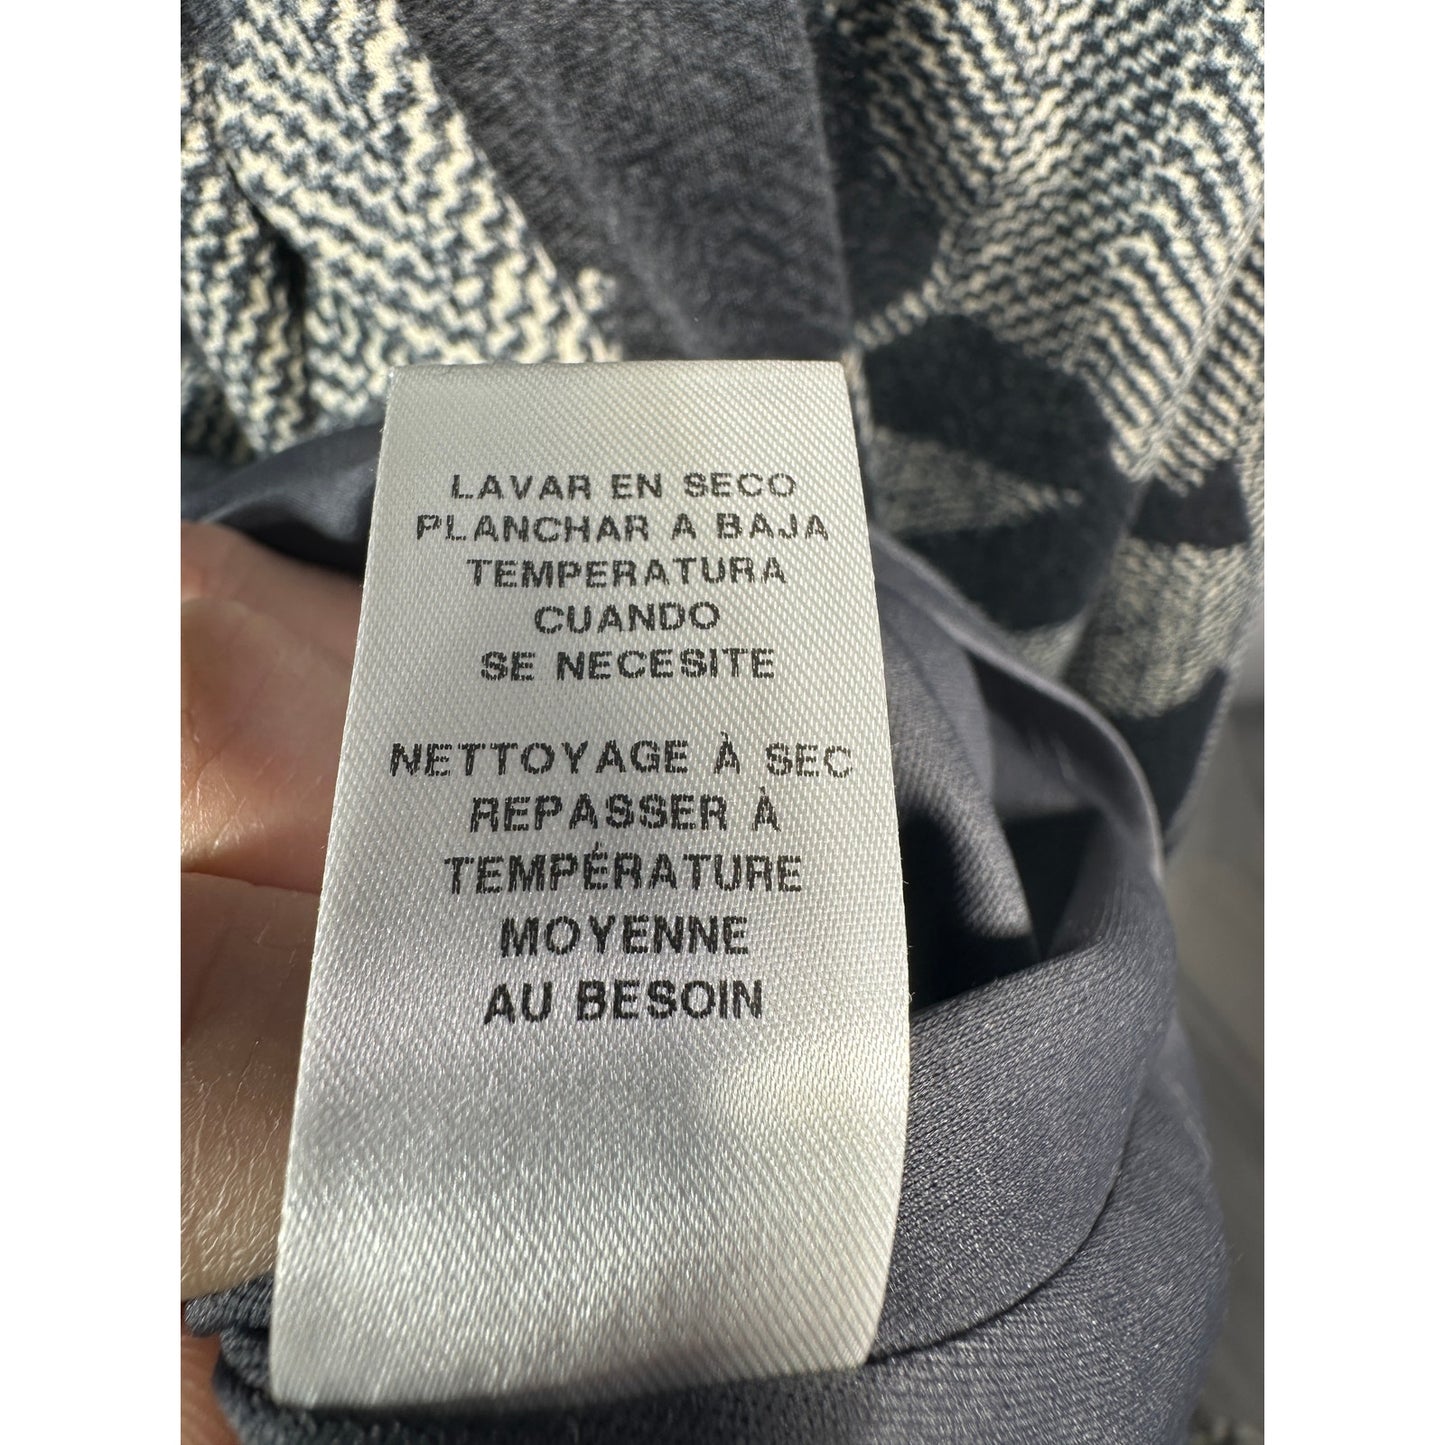 LAVAR EN SECO
PLANCHAR A BAJA
TEMPERATURA
CUANDO
SE NECESITE
NETTOYAGE À SEC
REPASSER À
TEMPÉRATURE
MOYENNE
AU BESOIN